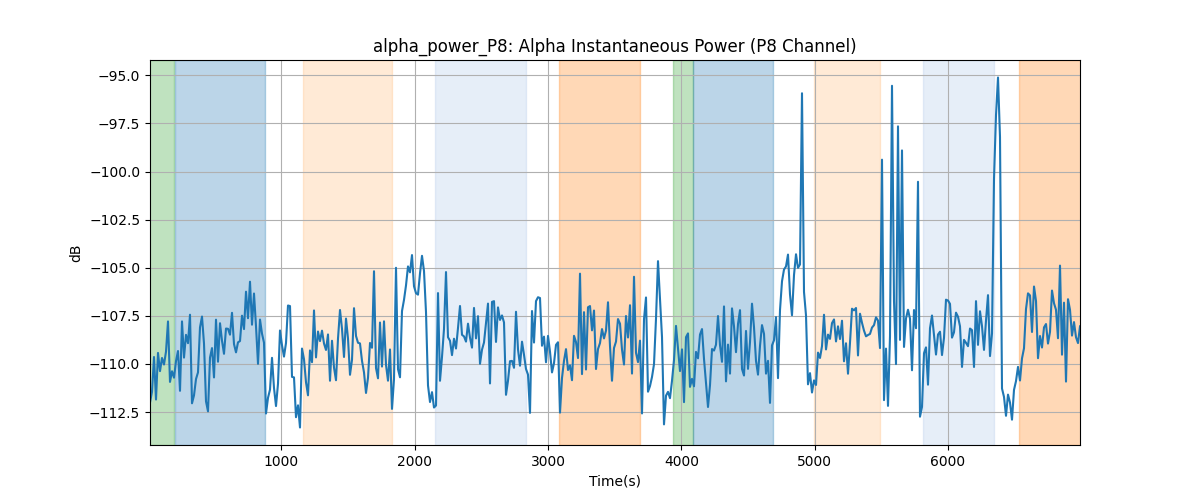 alpha_power_P8: Alpha Instantaneous Power (P8 Channel)
−95.0
−97.5
−100.0
−102.5
−105.0
−107.5
−110.0
−112.5
dB
1000 2000 3000 4000 5000 6000
Time(s)